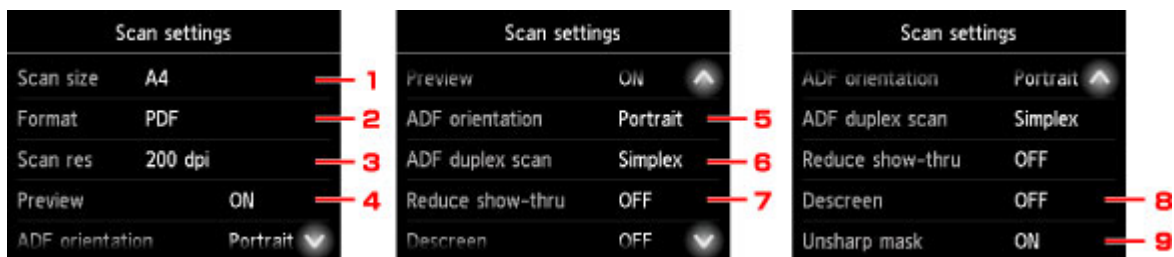 Scan settings
Scan size A4 1
Format PDF 2
Scan res 200 dpi 3
Preview ON 4
ADF orientation Portrait
Scan settings
Preview ON
ADF orientation Portrait 5
ADF duplex scan Simplex 6
Reduce show-thru OFF 7
Descreen OFF
Scan settings
ADF orientation Portrait
ADF duplex scan Simplex
Reduce show-thru OFF
Descreen OFF 8
Unsharp mask ON 9